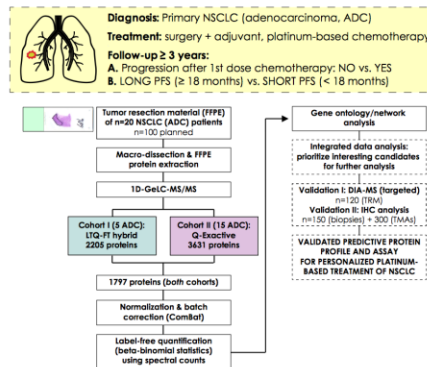 Diagnosis: Primary NSCLC (adenocarcinoma, ADC)
Treatment: surgery + adjuvant, platinum-based chemotherapy
Follow-up ≥ 3 years:
A. Progression after 1st dose chemotherapy: NO vs. YES
B. LONG PFS (≥ 18 months) vs. SHORT PFS (< 18 months)
Tumor resection material (FFPE)
of n=20 NSCLC (ADC) patients
n=100 planned
Macro-dissection & FFPE
protein extraction
1D-GeLC-MS/MS
Cohort I (5 ADC)
LTQ-FT hybrid
2205 proteins
Cohort II (15 ADC)
Q-Exactive
3631 proteins
1797 proteins (both cohorts)
Normalization & batch
correction (ComBat)
Label-free quantification
(beta-binomial statistics)
using spectral counts
Gene ontology/network
analysis
Integrated data analysis:
prioritize interesting candidates
for further analysis
Validation I: DIA-MS (targeted)
n=120 (TRM)
Validation II: IHC analysis
n=150 (biopsies) + 300 (TMAs)
VALIDATED PREDICTIVE PROTEIN
PROFILE AND ASSAY
FOR PERSONALIZED PLATINUM-
BASED TREATMENT OF NSCLC